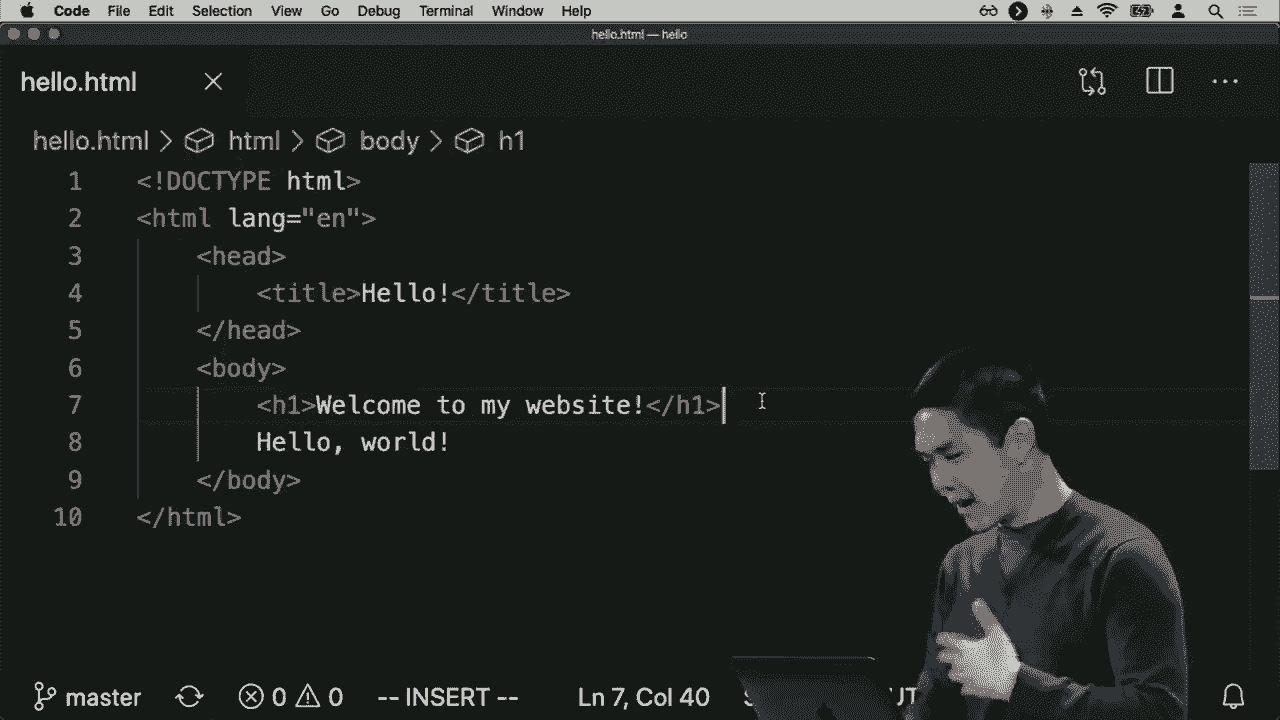 Code File Edit Selection View Go Debug Terminal Window Help
hello.html — hello
hello.html
hello.html > html > body > h1
1 <!DOCTYPE html>
2 <html lang="en">
3 <head>
4 <title>Hello!</title>
5 </head>
6 <body>
7 <h1>Welcome to my website!</h1>
8 Hello, world!
9 </body>
10 </html>
master 0 0 -- INSERT -- Ln 7, Col 40